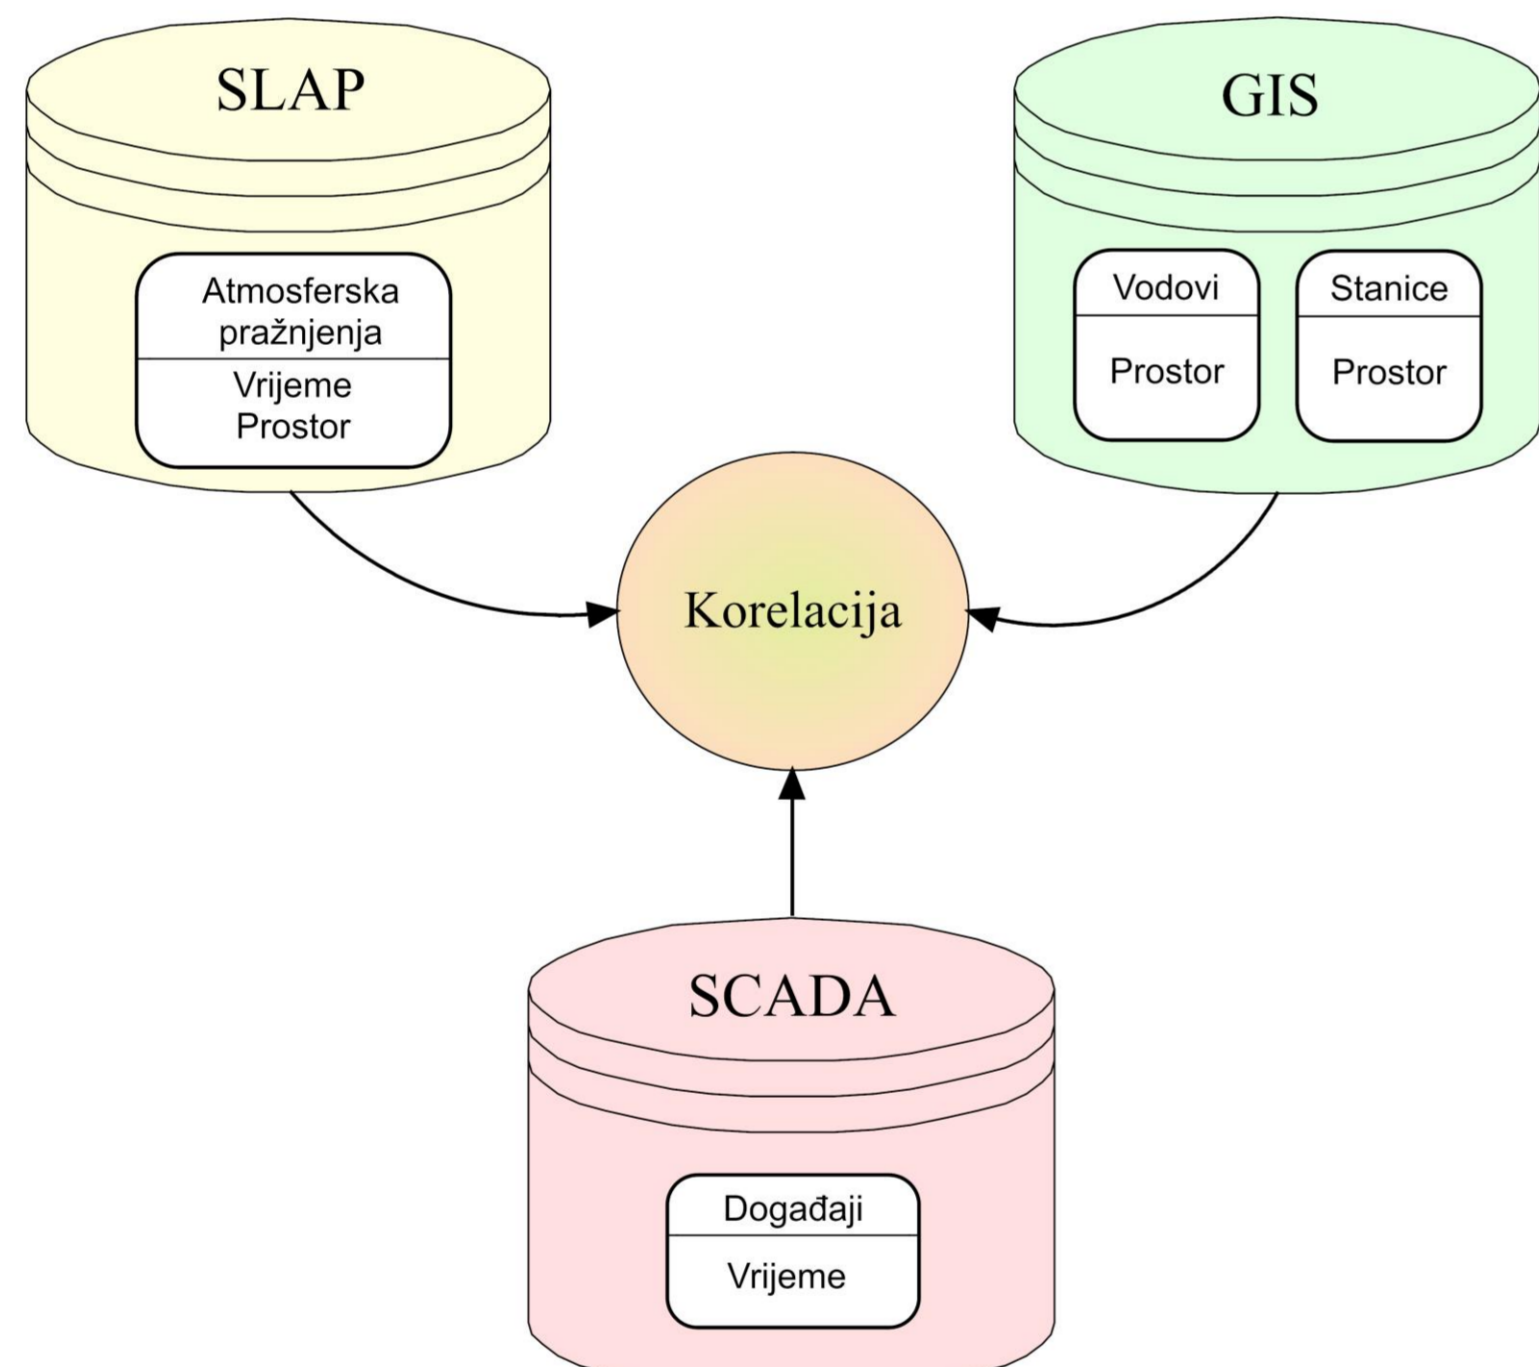 SLAP
Atmosferska
pražnjenja
Vrijeme
Prostor
GIS
Vodovi
Prostor
Stanice
Prostor
Korelacija
SCADA
Događaji
Vrijeme